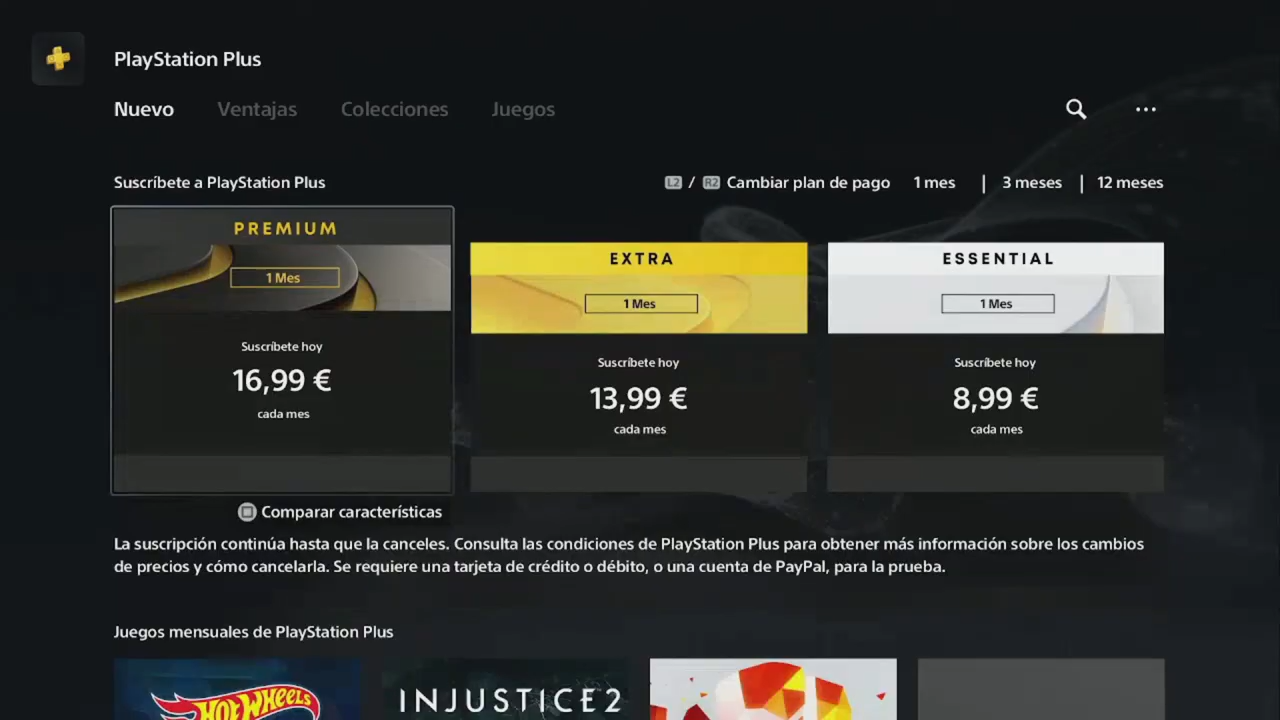 PlayStation Plus
Nuevo Ventajas Colecciones Juegos
Suscríbete a PlayStation Plus
L2 / R2 Cambiar plan de pago 1 mes | 3 meses | 12 meses
PREMIUM
1 Mes
Suscríbete hoy
16,99 €
cada mes
EXTRA
1 Mes
Suscríbete hoy
13,99 €
cada mes
ESSENTIAL
1 Mes
Suscríbete hoy
8,99 €
cada mes
Comparar características
La suscripción continúa hasta que la canceles. Consulta las condiciones de PlayStation Plus para obtener más información sobre los cambios
de precios y cómo cancelarla. Se requiere una tarjeta de crédito o débito, o una cuenta de PayPal, para la prueba.
Juegos mensuales de PlayStation Plus
HOT WHEELS
INJUSTICE 2